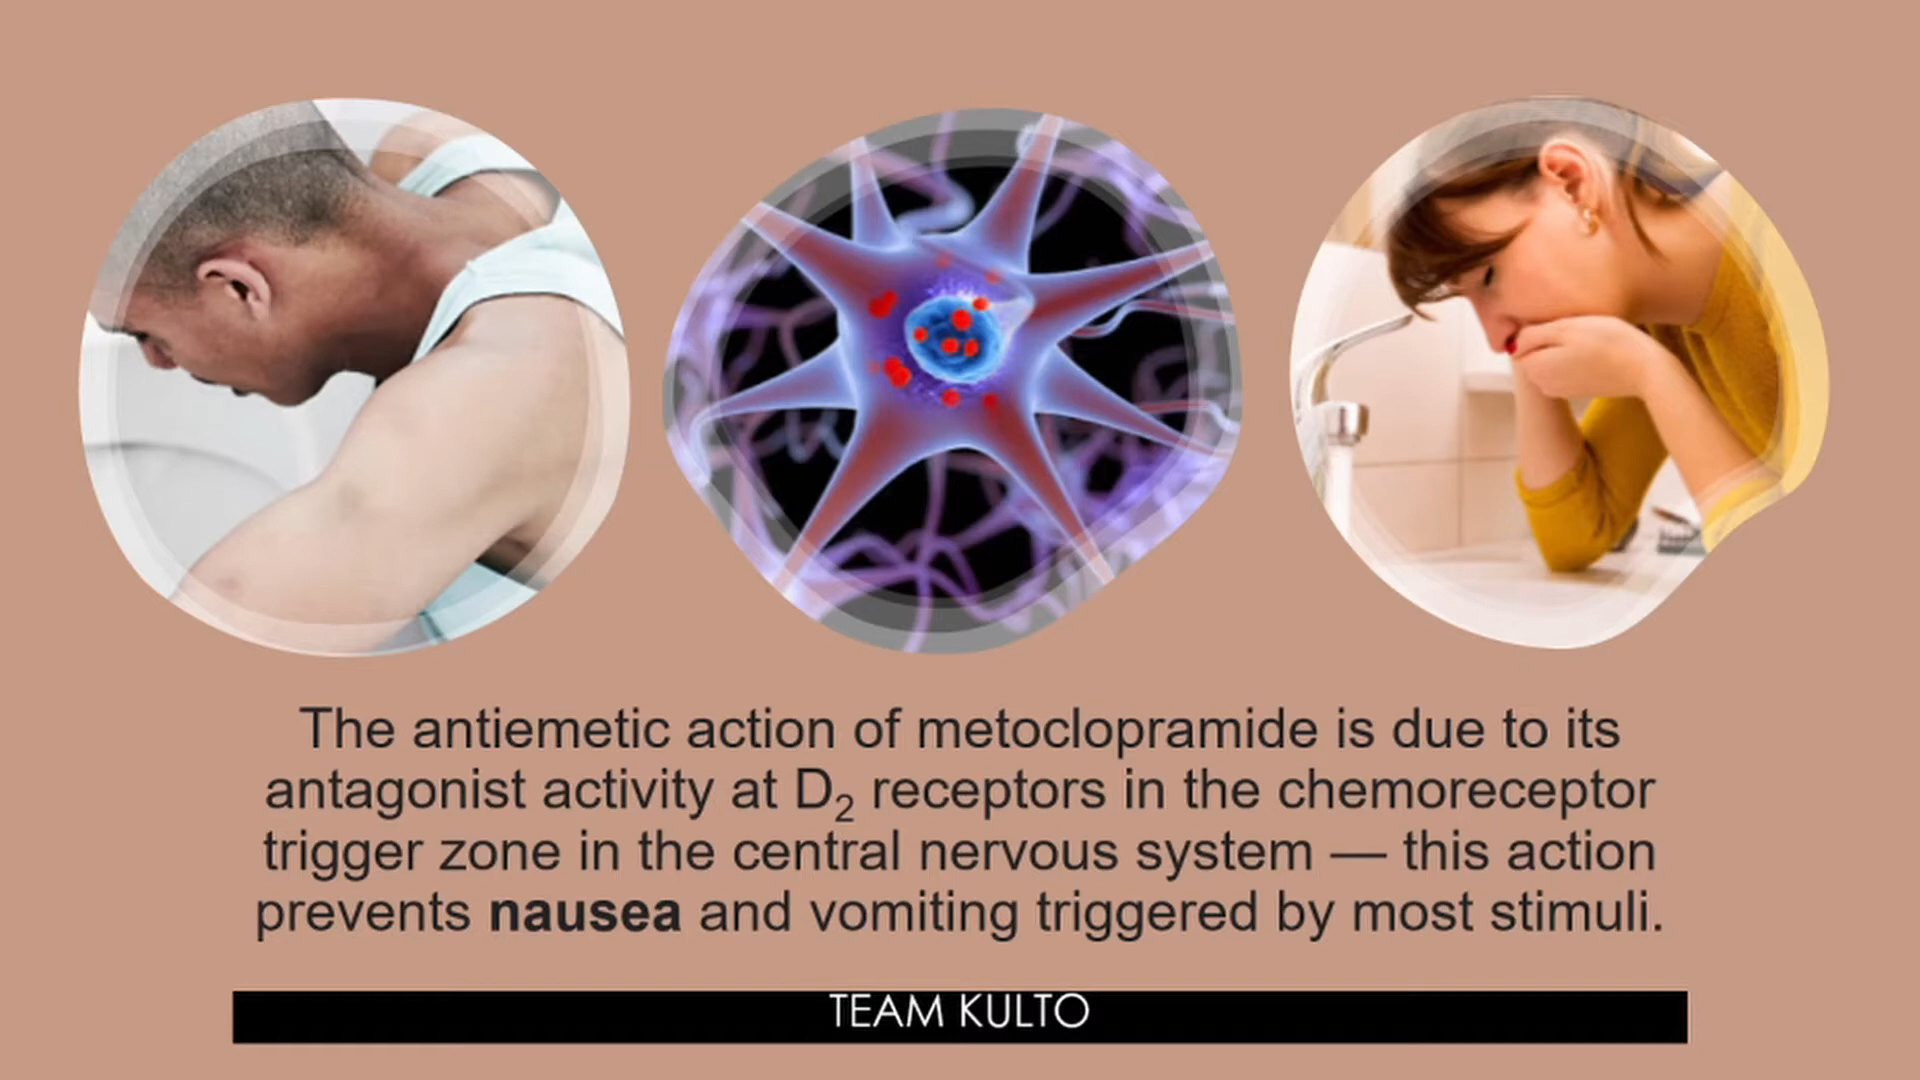 The antiemetic action of metoclopramide is due to its
antagonist activity at D₂ receptors in the chemoreceptor
trigger zone in the central nervous system — this action
prevents nausea and vomiting triggered by most stimuli.
TEAM KULTO